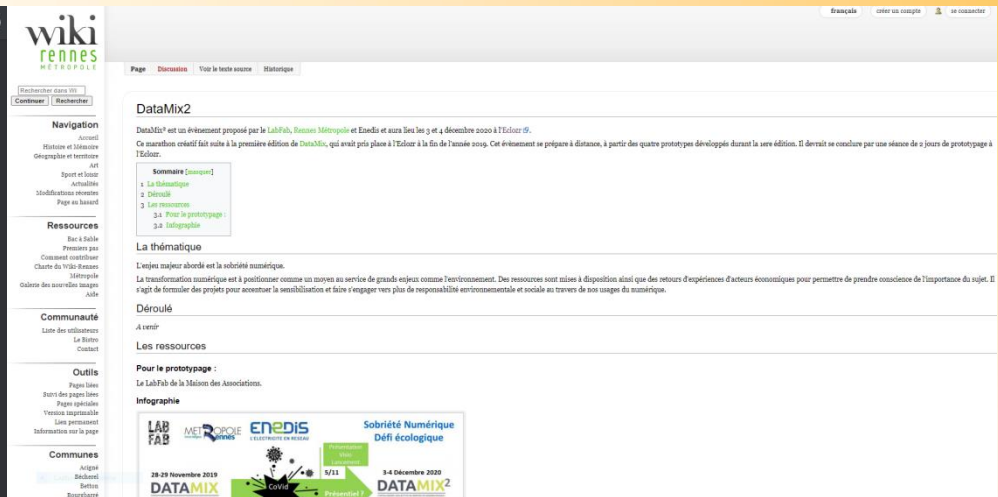 français créer un compte se connecter
wiki
rennes
MÉTROPOLE
Page Discussion Voir le texte source Historique
Rechercher dans Wi
Continuer Rechercher
Navigation
Accueil
Histoire et Mémoire
Géographie et territoire
Art
Sport et loisir
Actualités
Modifications récentes
Page au hasard
Ressources
Bac à Sable
Premiers pas
Comment contribuer
Charte du Wiki-Rennes
Métropole
Galerie des nouvelles images
Aide
Communauté
Liste des utilisateurs
Le Bistro
Contact
Outils
Pages liées
Suivi des pages liées
Pages spéciales
Version imprimable
Lien permanent
Information sur la page
Communes
Acigné
Bécherel
Betton
Bourgbarré
DataMix2
DataMix² est un évènement proposé par le LabFab, Rennes Métropole et Enedis et aura lieu les 3 et 4 décembre 2020 à l'Eclozr.
Ce marathon créatif fait suite à la première édition de DataMix, qui avait pris place à l'Eclozr à la fin de l'année 2019. Cet évènement se prépare à distance, à partir des quatre prototypes développés durant la 1ere édition. Il devrait se conclure par une séance de 2 jours de prototypage à
l'Eclozr.
Sommaire [masquer]
1 La thématique
2 Déroulé
3 Les ressources
3.1 Pour le prototypage :
3.2 Infographie
La thématique
L'enjeu majeur abordé est la sobriété numérique.
La transformation numérique est à positionner comme un moyen au service de grands enjeux comme l'environnement. Des ressources sont mises à disposition ainsi que des retours d'expériences d'acteurs économiques pour permettre de prendre conscience de l'importance du sujet. Il
s'agit de formuler des projets pour accentuer la sensibilisation et faire s'engager vers plus de responsabilité environnementale et sociale au travers de nos usages du numérique.
Déroulé
A venir
Les ressources
Pour le prototypage :
Le LabFab de la Maison des Associations.
Infographie
LAB
FAB
METROPOLE
Rennes
ENEDIS
L'ELECTRICITE EN RESEAU
Sobriété Numérique
Défi écologique
Présentation
Lancement
5/11
28-29 Novembre 2019
DATAMIX
CoVid
Présentiel ?
3-4 Décembre 2020
DATAMIX²